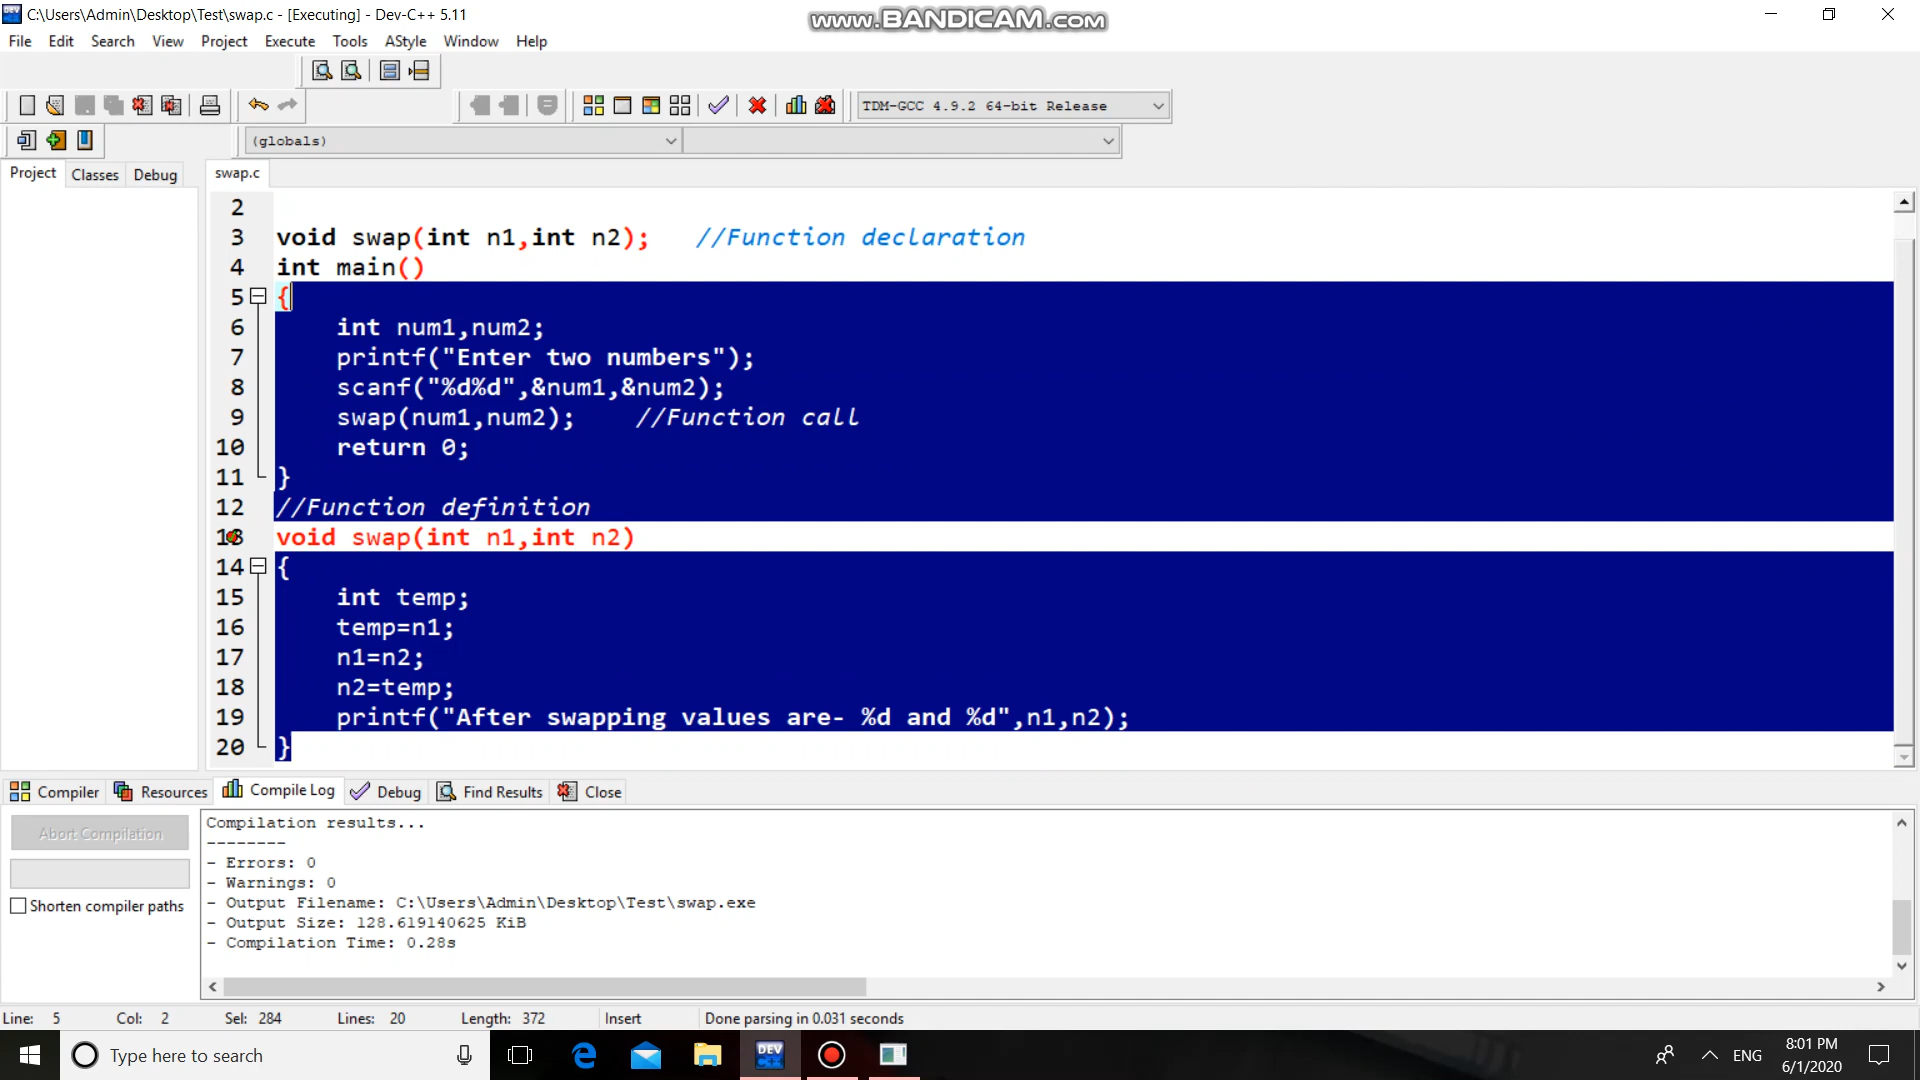 C:\Users\Admin\Desktop\Test\swap.c - [Executing] - Dev-C++ 5.11
www.BANDICAM.com
File Edit Search View Project Execute Tools AStyle Window Help
TDM-GCC 4.9.2 64-bit Release
(globals)
Project Classes Debug swap.c
2
3 void swap(int n1,int n2); //Function declaration
4 int main()
5 {
6 int num1,num2;
7 printf("Enter two numbers");
8 scanf("%d%d",&num1,&num2);
9 swap(num1,num2); //Function call
10 return 0;
11 }
12 //Function definition
13 void swap(int n1,int n2)
14 {
15 int temp;
16 temp=n1;
17 n1=n2;
18 n2=temp;
19 printf("After swapping values are- %d and %d",n1,n2);
20 }
Compiler Resources Compile Log Debug Find Results Close
Abort Compilation
Shorten compiler paths
Compilation results...
--------
- Errors: 0
- Warnings: 0
- Output Filename: C:\Users\Admin\Desktop\Test\swap.exe
- Output Size: 128.619140625 KiB
- Compilation Time: 0.28s
Line: 5 Col: 2 Sel: 284 Lines: 20 Length: 372 Insert Done parsing in 0.031 seconds
Type here to search
DEV
ENG
8:01 PM
6/1/2020